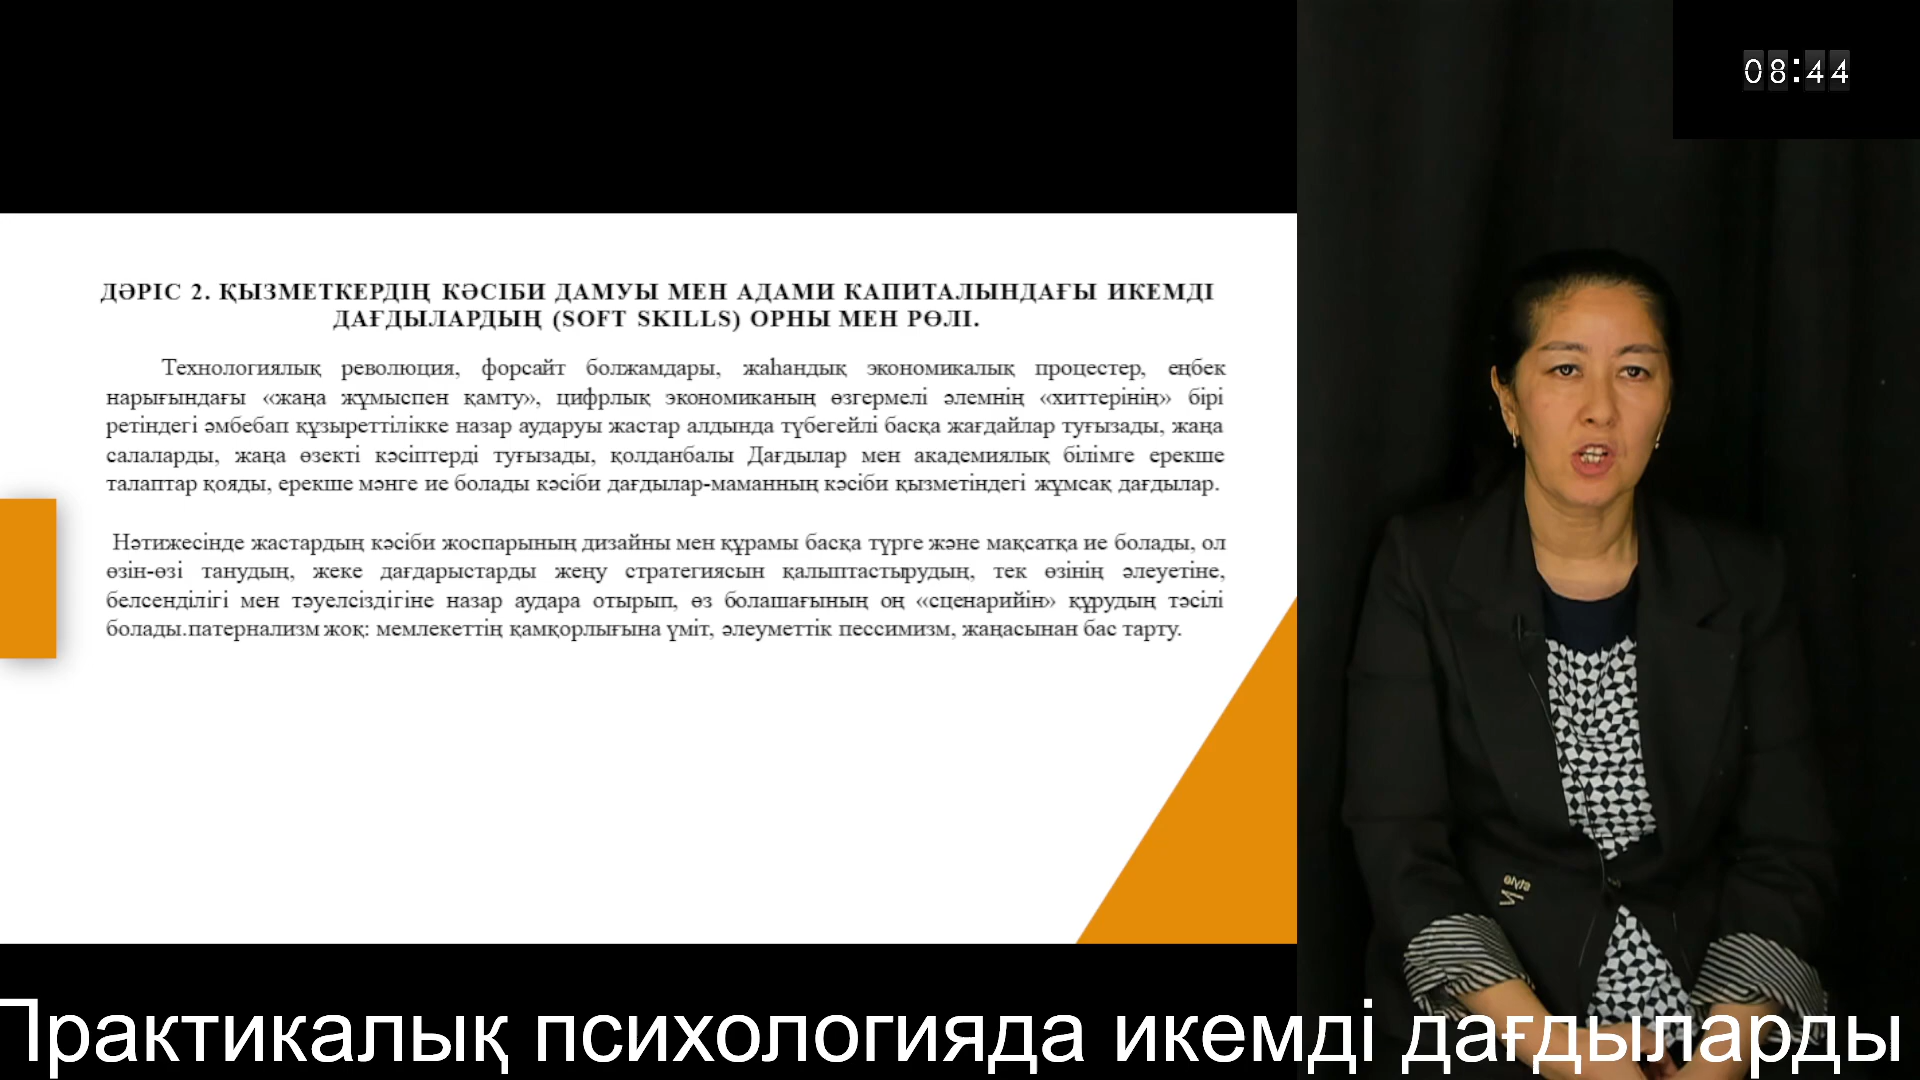 08:44
ДӘРІС 2. ҚЫЗМЕТКЕРДІҢ КӘСІБИ ДАМУЫ МЕН АДАМИ КАПИТАЛЫНДАҒЫ ИКЕМДІ
ДАҒДЫЛАРДЫҢ (SOFT SKILLS) ОРНЫ МЕН РӨЛІ.
Технологиялық революция, форсайт болжамдары, жаһандық экономикалық процестер, еңбек
нарығындағы «жаңа жұмыспен қамту», цифрлық экономиканың өзгермелі әлемнің «хиттерінің» бірі
ретіндегі әмбебап құзыреттілікке назар аударуы жастар алдында түбегейлі басқа жағдайлар туғызады, жаңа
салаларды, жаңа өзекті кәсіптерді туғызады, қолданбалы Дағдылар мен академиялық білімге ерекше
талаптар қояды, ерекше мәнге ие болады кәсіби дағдылар-маманның кәсіби қызметіндегі жұмсақ дағдылар.
Нәтижесінде жастардың кәсіби жоспарының дизайны мен құрамы басқа түрге және мақсатқа ие болады, ол
өзін-өзі танудың, жеке дағдарыстарды жеңу стратегиясын қалыптастырудың, тек өзінің әлеуетіне,
белсенділігі мен тәуелсіздігіне назар аудара отырып, өз болашағының оң «сценарийін» құрудың тәсілі
болады.патернализм жоқ: мемлекеттің қамқорлығына үміт, әлеуметтік пессимизм, жаңасынан бас тарту.
Практикалық психологияда икемді дағдыларды